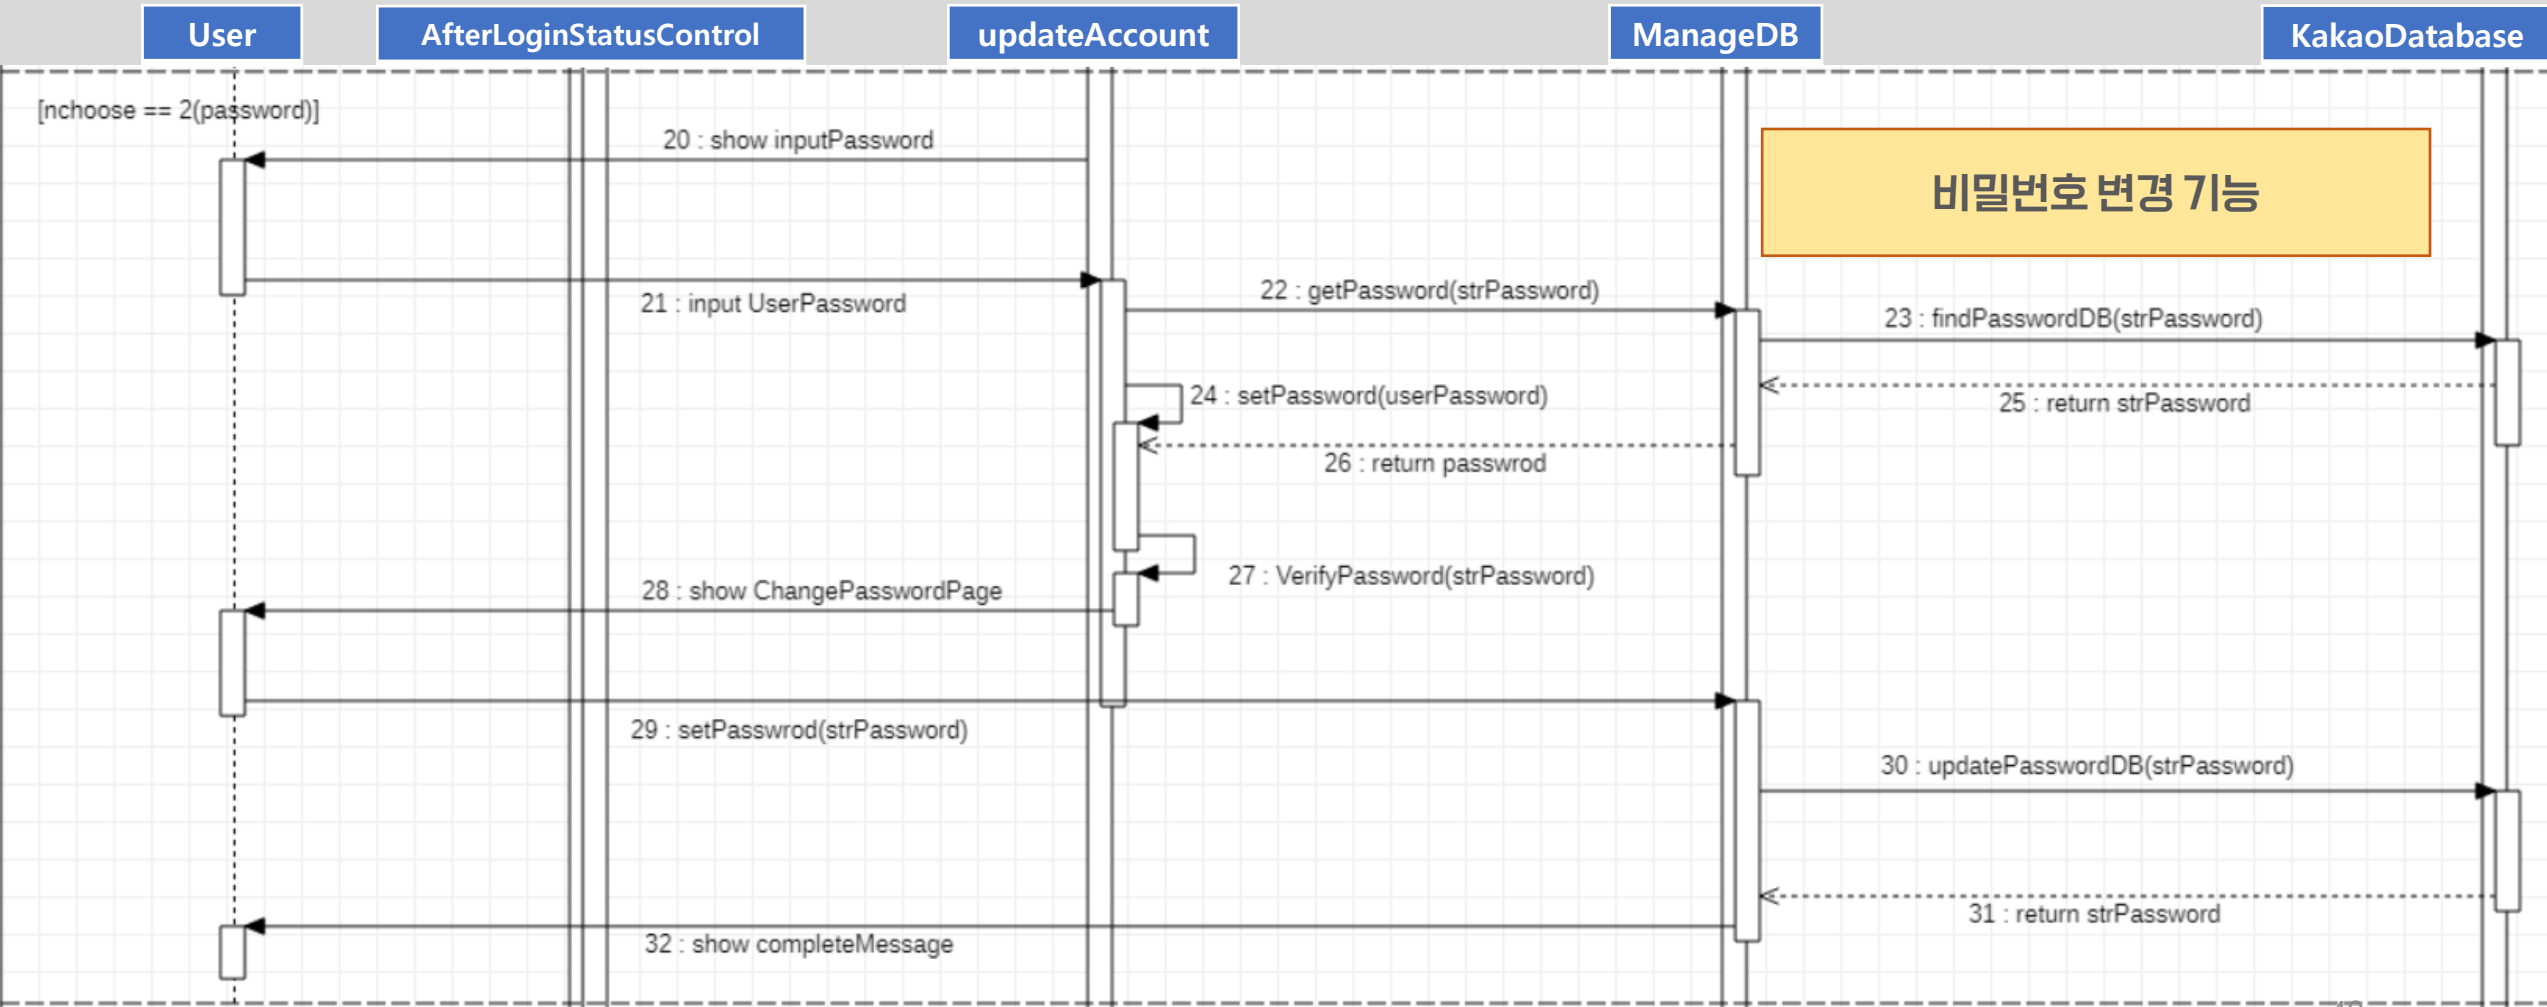 User
AfterLoginStatusControl
updateAccount
ManageDB
KakaoDatabase
[nchoose == 2(password)]
20 : show inputPassword
비밀번호 변경 기능
21 : input UserPassword
22 : getPassword(strPassword)
23 : findPasswordDB(strPassword)
24 : setPassword(userPassword)
25 : return strPassword
26 : return passwrod
27 : VerifyPassword(strPassword)
28 : show ChangePasswordPage
29 : setPasswrod(strPassword)
30 : updatePasswordDB(strPassword)
31 : return strPassword
32 : show completeMessage